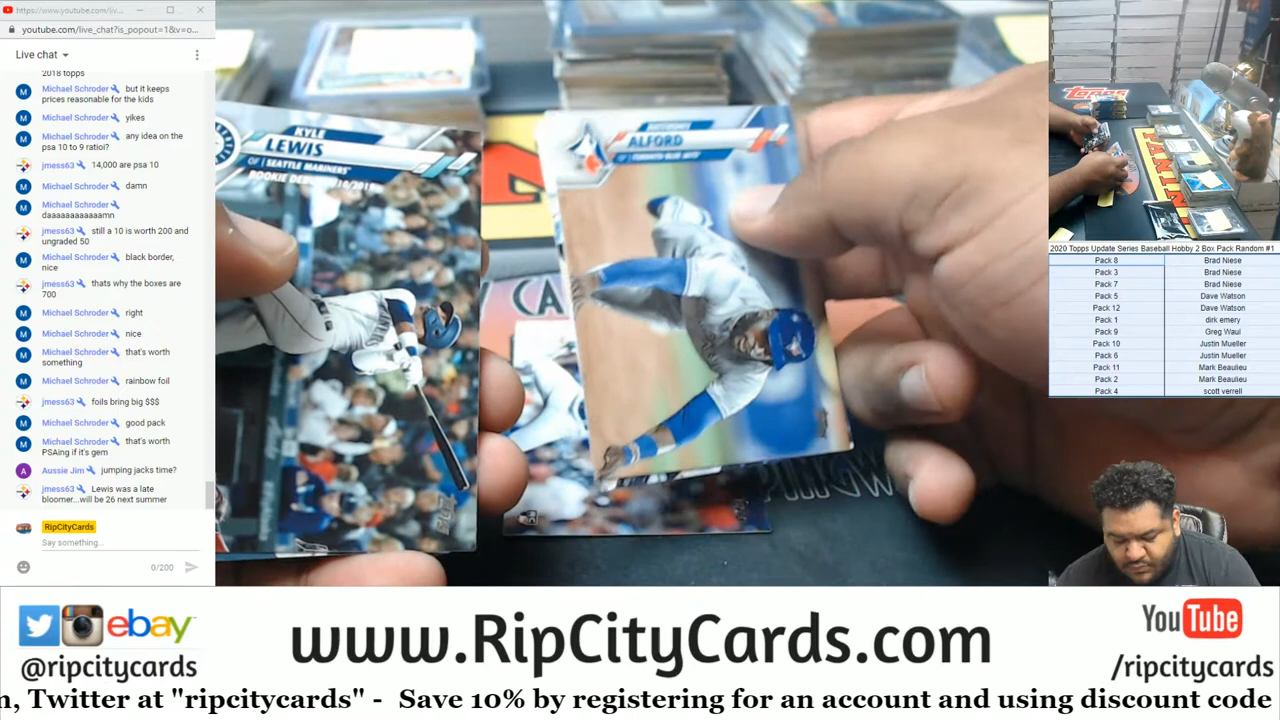 https://www.youtube.com/liv...
youtube.com/live_chat?is_popout=1&v=o...
Live chat
2018 topps
M Michael Schroder but it keeps
prices reasonable for the kids
M Michael Schroder yikes
M Michael Schroder any idea on the
psa 10 to 9 ratioi?
jmess63 14,000 are psa 10
M Michael Schroder damn
M Michael Schroder
daaaaaaaaaaamn
jmess63 still a 10 is worth 200 and
ungraded 50
M Michael Schroder black border,
nice
jmess63 thats why the boxes are
700
M Michael Schroder right
M Michael Schroder nice
M Michael Schroder that's worth
something
M Michael Schroder rainbow foil
jmess63 foils bring big $$$
M Michael Schroder good pack
M Michael Schroder that's worth
PSAing if it's gem
A Aussie Jim jumping jacks time?
jmess63 Lewis was a late
bloomer...will be 26 next summer
RipCityCards
Say something...
0/200
KYLE
LEWIS
OF | SEATTLE MARINERS
ANTHONY
ALFORD
OF | TORONTO BLUE JAYS
Topps
PANINI
2020 Topps Update Series Baseball Hobby 2 Box Pack Random #1
Pack 8 Brad Niese
Pack 3 Brad Niese
Pack 7 Brad Niese
Pack 5 Dave Watson
Pack 12 Dave Watson
Pack 1 dirk emery
Pack 9 Greg Waul
Pack 10 Justin Mueller
Pack 6 Justin Mueller
Pack 11 Mark Beaulieu
Pack 2 Mark Beaulieu
Pack 4 scott verrell
ebay
@ripcitycards
www.RipCityCards.com
YouTube
/ripcitycards
n, Twitter at "ripcitycards" - Save 10% by registering for an account and using discount code